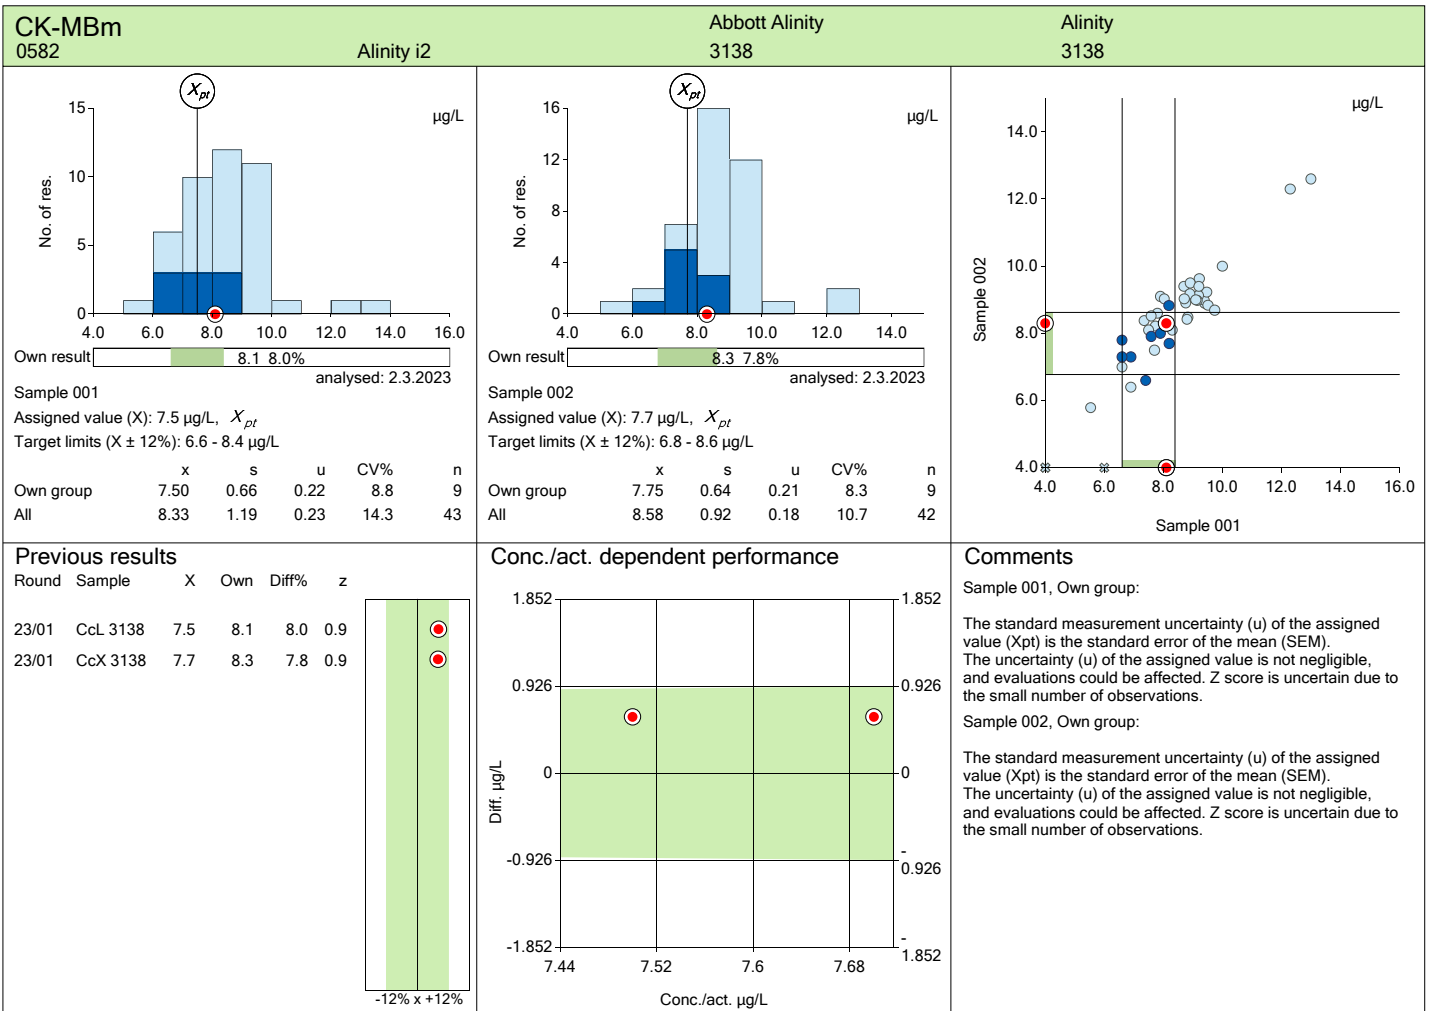 CK-MBm
Abbott Alinity
Alinity
0582
Alinity i2
3138
3138
Xpt
µg/L
No. of res.
15
10
5
0
4.0 6.0 8.0 10.0 12.0 14.0 16.0
Own result
8.1 8.0%
analysed: 2.3.2023
Sample 001
Assigned value (X): 7.5 µg/L, Xpt
Target limits (X ± 12%): 6.6 - 8.4 µg/L
x s u CV% n
Own group 7.50 0.66 0.22 8.8 9
All 8.33 1.19 0.23 14.3 43
Xpt
µg/L
No. of res.
16
12
8
4
0
4.0 6.0 8.0 10.0 12.0 14.0
Own result
8.3 7.8%
analysed: 2.3.2023
Sample 002
Assigned value (X): 7.7 µg/L, Xpt
Target limits (X ± 12%): 6.8 - 8.6 µg/L
x s u CV% n
Own group 7.75 0.64 0.21 8.3 9
All 8.58 0.92 0.18 10.7 42
µg/L
Sample 002
14.0
12.0
10.0
8.0
6.0
4.0
4.0 6.0 8.0 10.0 12.0 14.0 16.0
Sample 001
Previous results
Round Sample X Own Diff% z
23/01 CcL 3138 7.5 8.1 8.0 0.9
23/01 CcX 3138 7.7 8.3 7.8 0.9
-12% x +12%
Conc./act. dependent performance
Diff. µg/L
1.852
0.926
0
-0.926
-1.852
1.852
0.926
0
-
0.926
-
1.852
7.44 7.52 7.6 7.68
Conc./act. µg/L
Comments
Sample 001, Own group:
The standard measurement uncertainty (u) of the assigned
value (Xpt) is the standard error of the mean (SEM).
The uncertainty (u) of the assigned value is not negligible,
and evaluations could be affected. Z score is uncertain due to
the small number of observations.
Sample 002, Own group:
The standard measurement uncertainty (u) of the assigned
value (Xpt) is the standard error of the mean (SEM).
The uncertainty (u) of the assigned value is not negligible,
and evaluations could be affected. Z score is uncertain due to
the small number of observations.